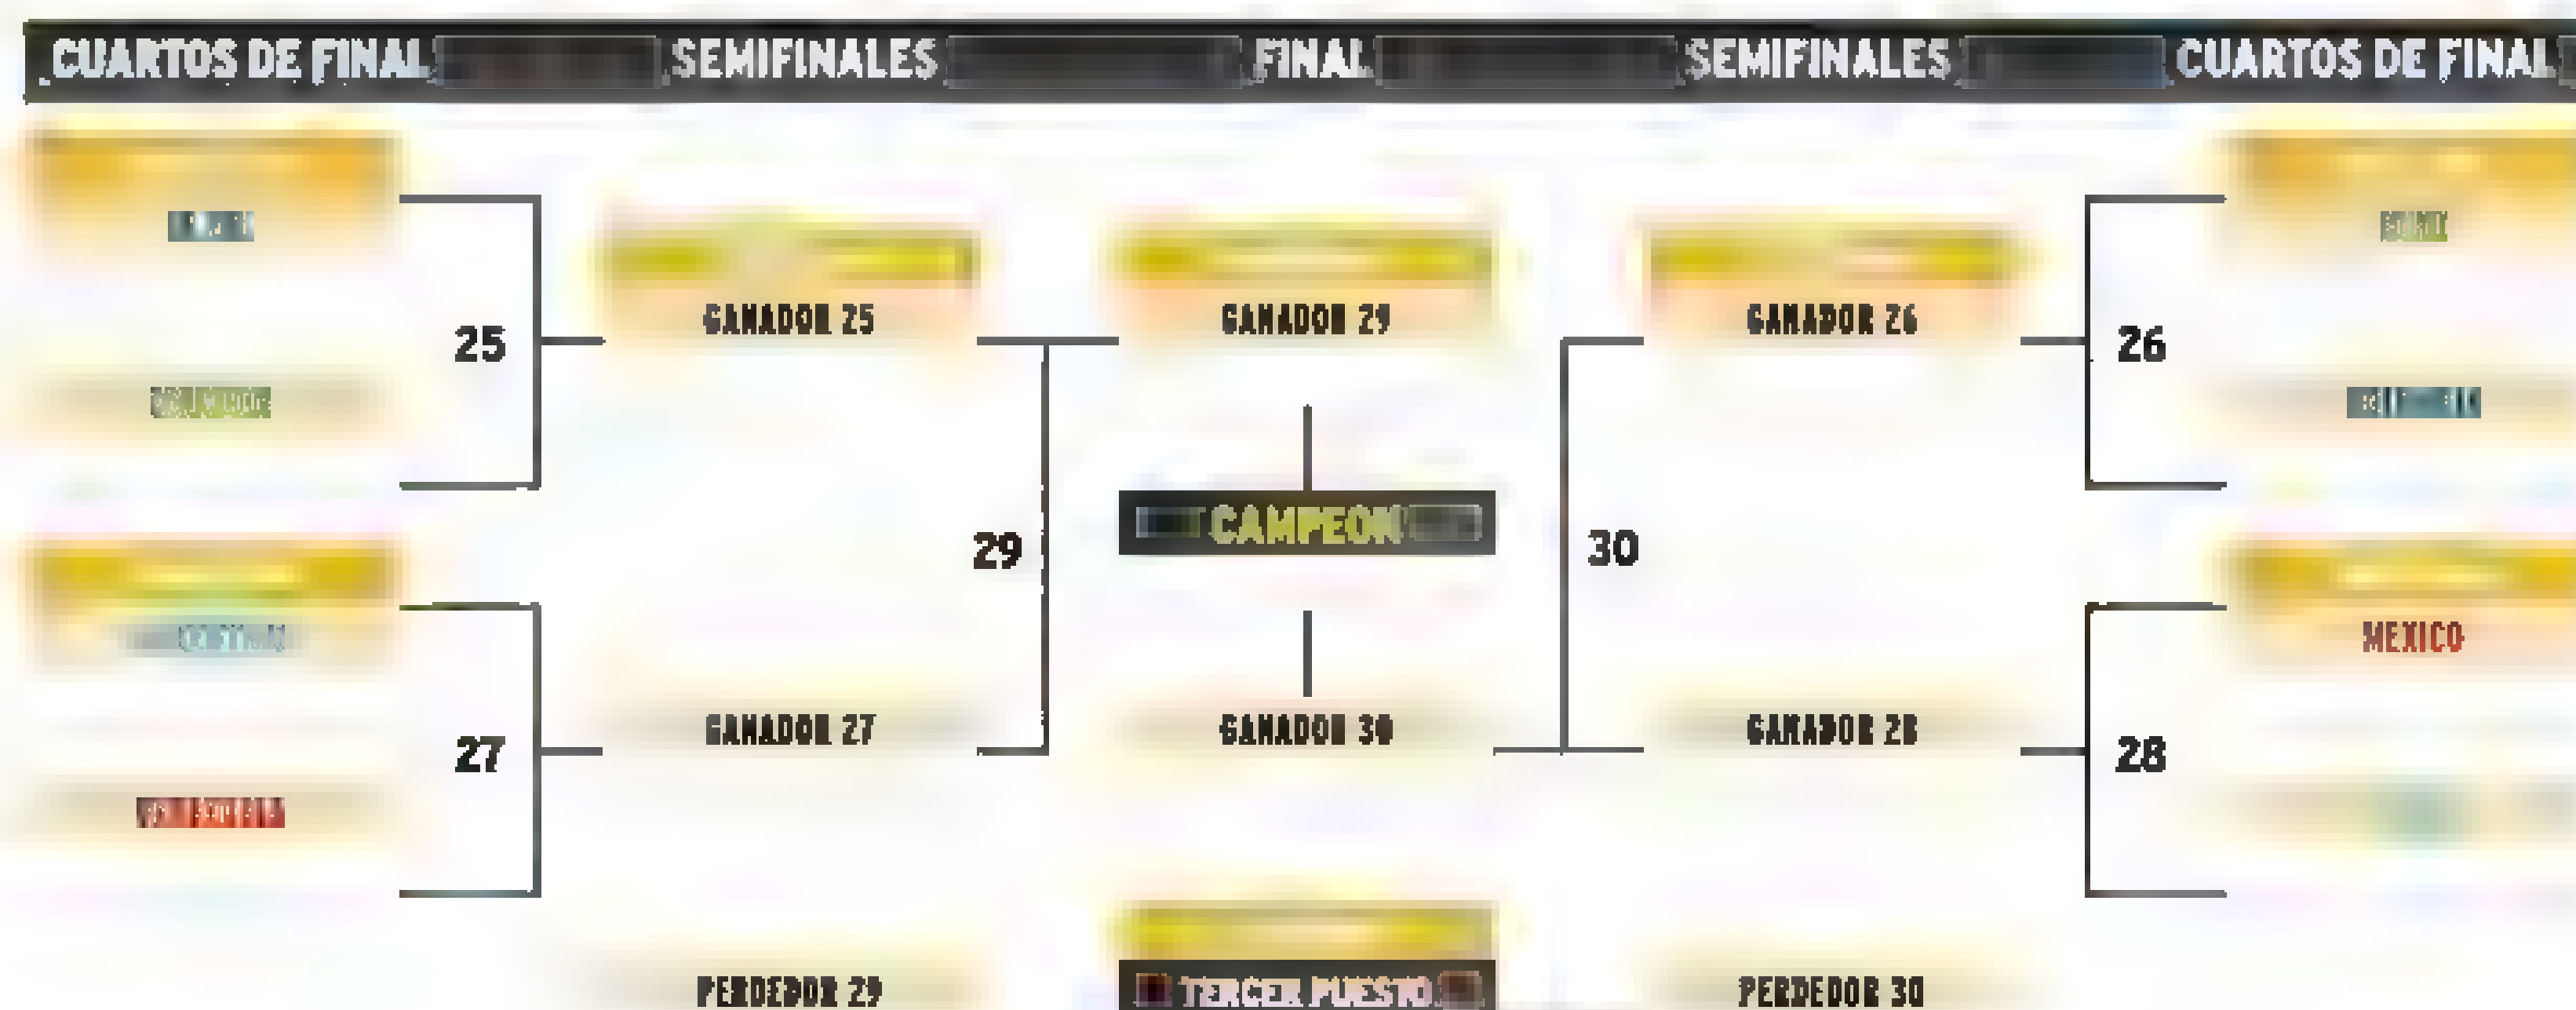 CUARTOS DE FINAL SEMIFINALES FINAL SEMIFINALES CUARTOS DE FINAL
GANADOR 25 GANADOR 29 GANADOR 26
25 26
CAMPEON
29 30
MEXICO
GANADOR 27 GANADOR 30 GANADOR 28
27 28
PERDEDOR 29 TERCER PUESTO PERDEDOR 30